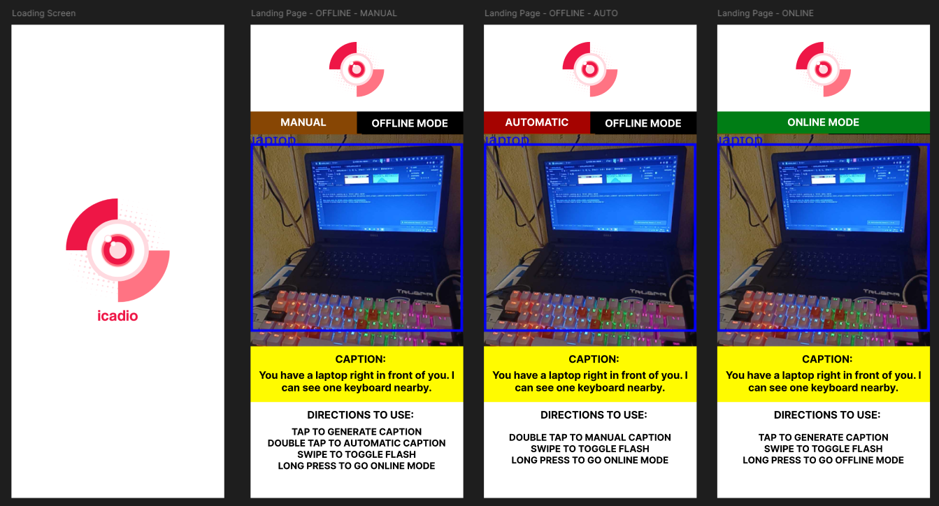 Loading Screen
icadio
Landing Page - OFFLINE - MANUAL
MANUAL
OFFLINE MODE
laptop
CAPTION:
You have a laptop right in front of you. I
can see one keyboard nearby.
DIRECTIONS TO USE:
TAP TO GENERATE CAPTION
DOUBLE TAP TO AUTOMATIC CAPTION
SWIPE TO TOGGLE FLASH
LONG PRESS TO GO ONLINE MODE
Landing Page - OFFLINE - AUTO
AUTOMATIC
OFFLINE MODE
laptop
CAPTION:
You have a laptop right in front of you. I
can see one keyboard nearby.
DIRECTIONS TO USE:
DOUBLE TAP TO MANUAL CAPTION
SWIPE TO TOGGLE FLASH
LONG PRESS TO GO ONLINE MODE
Landing Page - ONLINE
ONLINE MODE
laptop
CAPTION:
You have a laptop right in front of you. I
can see one keyboard nearby.
DIRECTIONS TO USE:
TAP TO GENERATE CAPTION
SWIPE TO TOGGLE FLASH
LONG PRESS TO GO OFFLINE MODE